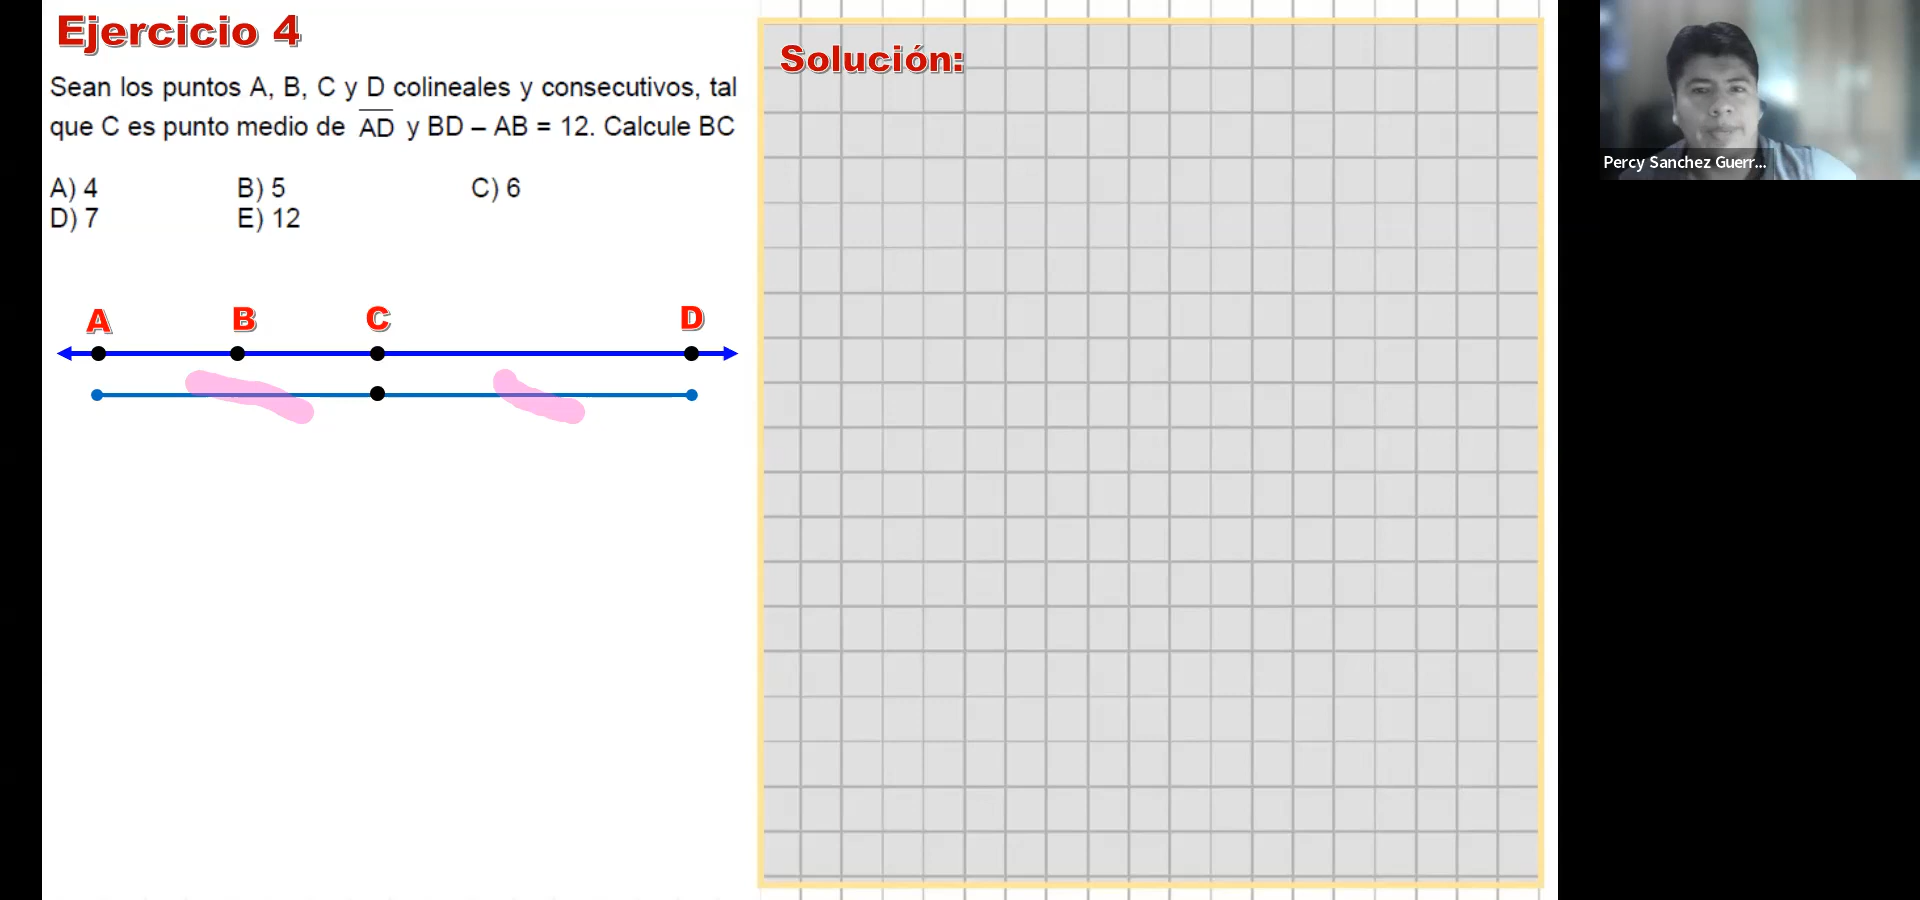 Ejercicio 4
Sean los puntos A, B, C y D colineales y consecutivos, tal
que C es punto medio de AD y BD – AB = 12. Calcule BC
A) 4 B) 5 C) 6
D) 7 E) 12
A B C D
Solución:
Percy Sanchez Guerr...